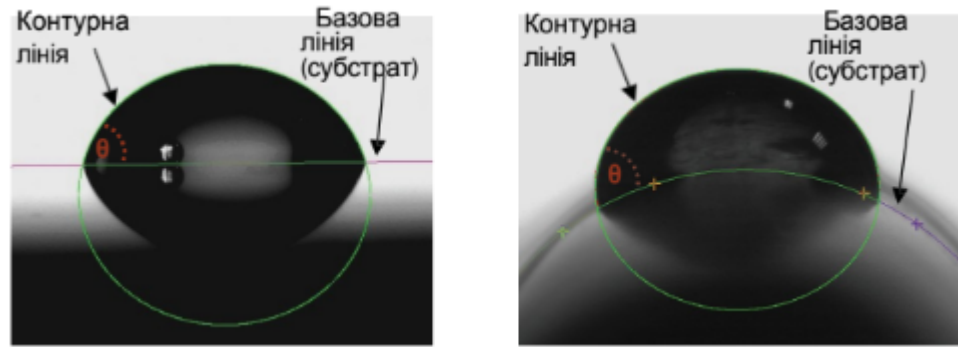 Контурна
лінія
Базова
лінія
(субстрат)
θ
Контурна
лінія
Базова
лінія
(субстрат)
θ